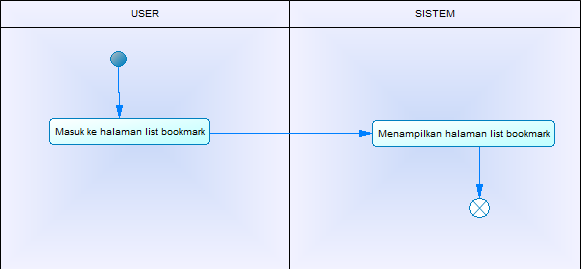 USER
SISTEM
Masuk ke halaman list bookmark
Menampilkan halaman list bookmark